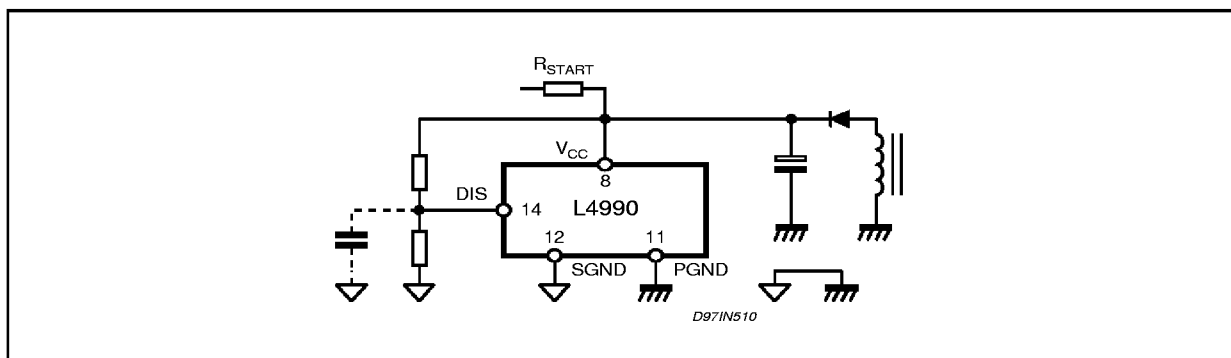 RSTART
VCC
8
DIS
14
L4990
12
11
SGND
PGND
D97IN510